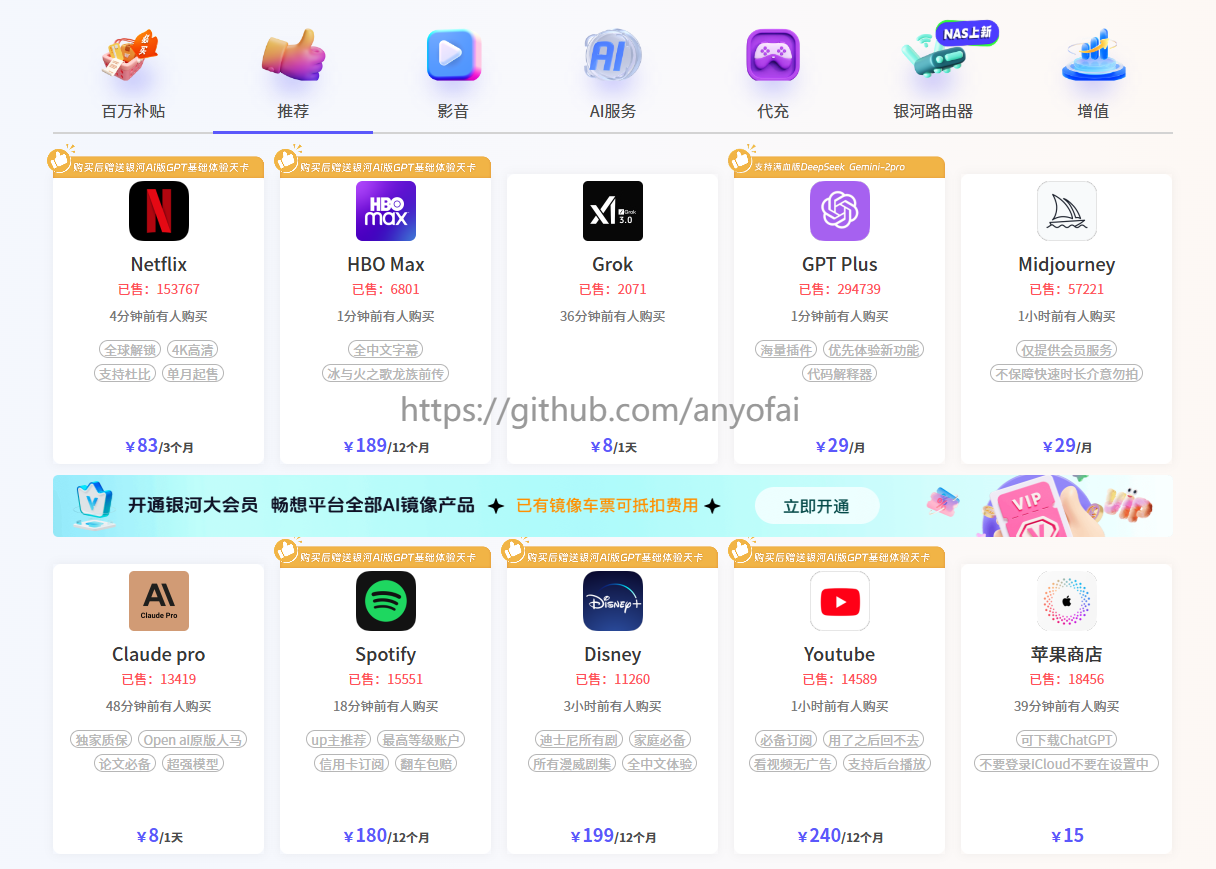 必买
NAS上新
AI
百万补贴
推荐
影音
AI服务
代充
银河路由器
增值
购买后赠送银河AI版GPT基础体验天卡
购买后赠送银河AI版GPT基础体验天卡
支持满血版DeepSeek Gemini-2pro
N
HBO
max
xI
Grok
3.0
Netflix
HBO Max
Grok
GPT Plus
Midjourney
已售：153767
已售：6801
已售：2071
已售：294739
已售：57221
4分钟前有人购买
1分钟前有人购买
36分钟前有人购买
1分钟前有人购买
1小时前有人购买
全球解锁 4K高清
全中文字幕
海量插件 优先体验新功能
仅提供会员服务
支持杜比 单月起售
冰与火之歌龙族前传
代码解释器
不保障快速时长介意勿拍
https://github.com/anyofai
￥83/3个月
￥189/12个月
￥8/1天
￥29/月
￥29/月
开通银河大会员 畅想平台全部AI镜像产品
已有镜像车票可抵扣费用
立即开通
VIP
Vip
购买后赠送银河AI版GPT基础体验天卡
购买后赠送银河AI版GPT基础体验天卡
购买后赠送银河AI版GPT基础体验天卡
A\
Claude Pro
Disney+
Claude pro
Spotify
Disney
Youtube
苹果商店
已售：13419
已售：15551
已售：11260
已售：14589
已售：18456
48分钟前有人购买
18分钟前有人购买
3小时前有人购买
1小时前有人购买
39分钟前有人购买
独家质保 Open ai原版人马
up主推荐 最高等级账户
迪士尼所有剧 家庭必备
必备订阅 用了之后回不去
可下载ChatGPT
论文必备 超强模型
信用卡订阅 翻车包赔
所有漫威剧集 全中文体验
看视频无广告 支持后台播放
不要登录iCloud不要在设置中
￥8/1天
￥180/12个月
￥199/12个月
￥240/12个月
￥15